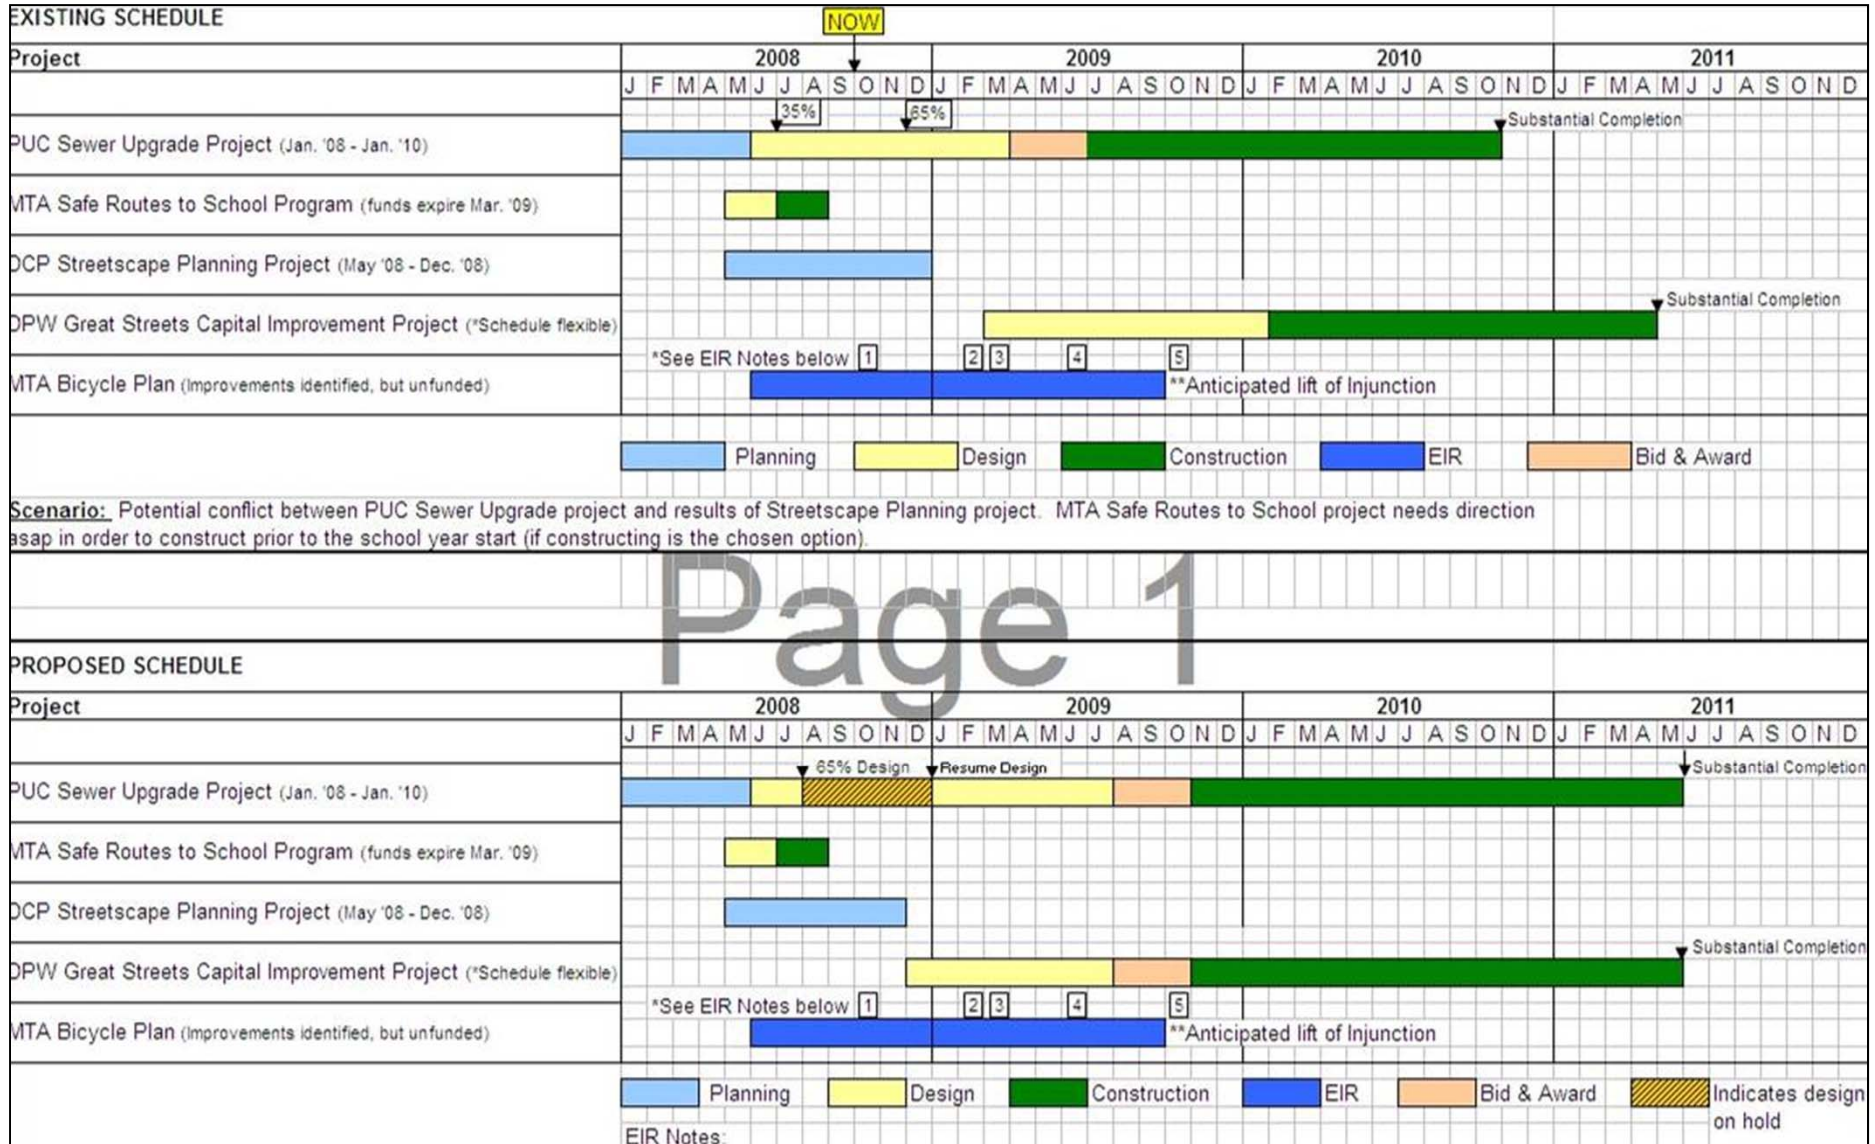 EXISTING SCHEDULE
NOW
Project 2008 2009 2010 2011
J F M A M J J A S O N D J F M A M J J A S O N D J F M A M J J A S O N D J F M A M J J A S O N D
35% 65% Substantial Completion
PUC Sewer Upgrade Project (Jan. '08 - Jan. '10)
MTA Safe Routes to School Program (funds expire Mar. '09)
DCP Streetscape Planning Project (May '08 - Dec. '08)
Substantial Completion
DPW Great Streets Capital Improvement Project (*Schedule flexible)
*See EIR Notes below 1 2 3 4 5
MTA Bicycle Plan (Improvements identified, but unfunded) **Anticipated lift of Injunction
Planning Design Construction EIR Bid & Award
Scenario: Potential conflict between PUC Sewer Upgrade project and results of Streetscape Planning project. MTA Safe Routes to School project needs direction
asap in order to construct prior to the school year start (if constructing is the chosen option).
Page 1
PROPOSED SCHEDULE
Project 2008 2009 2010 2011
J F M A M J J A S O N D J F M A M J J A S O N D J F M A M J J A S O N D J F M A M J J A S O N D
65% Design Resume Design Substantial Completion
PUC Sewer Upgrade Project (Jan. '08 - Jan. '10)
MTA Safe Routes to School Program (funds expire Mar. '09)
DCP Streetscape Planning Project (May '08 - Dec. '08)
Substantial Completion
DPW Great Streets Capital Improvement Project (*Schedule flexible)
*See EIR Notes below 1 2 3 4 5
MTA Bicycle Plan (Improvements identified, but unfunded) **Anticipated lift of Injunction
Planning Design Construction EIR Bid & Award Indicates design
on hold
EIR Notes: